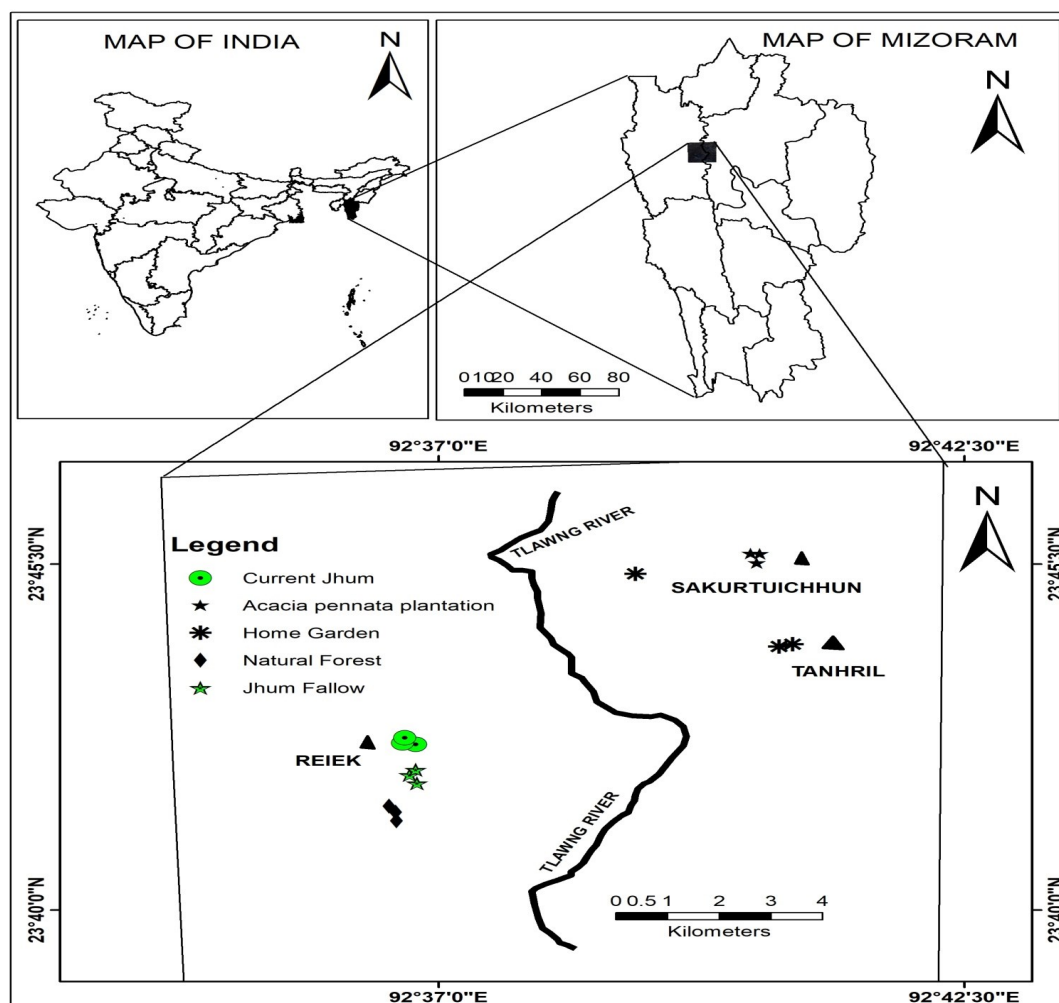 MAP OF INDIA
N
MAP OF MIZORAM
N
01020 40 60 80
Kilometers
92°37'0"E
92°42'30"E
N
23°45'30"N
23°45'30"N
Legend
Current Jhum
Acacia pennata plantation
Home Garden
Natural Forest
Jhum Fallow
TLAWNG RIVER
SAKURTUICHHUN
TANHRIL
REIEK
TLAWNG RIVER
0 0.5 1 2 3 4
Kilometers
23°40'0"N
23°40'0"N
92°37'0"E
92°42'30"E